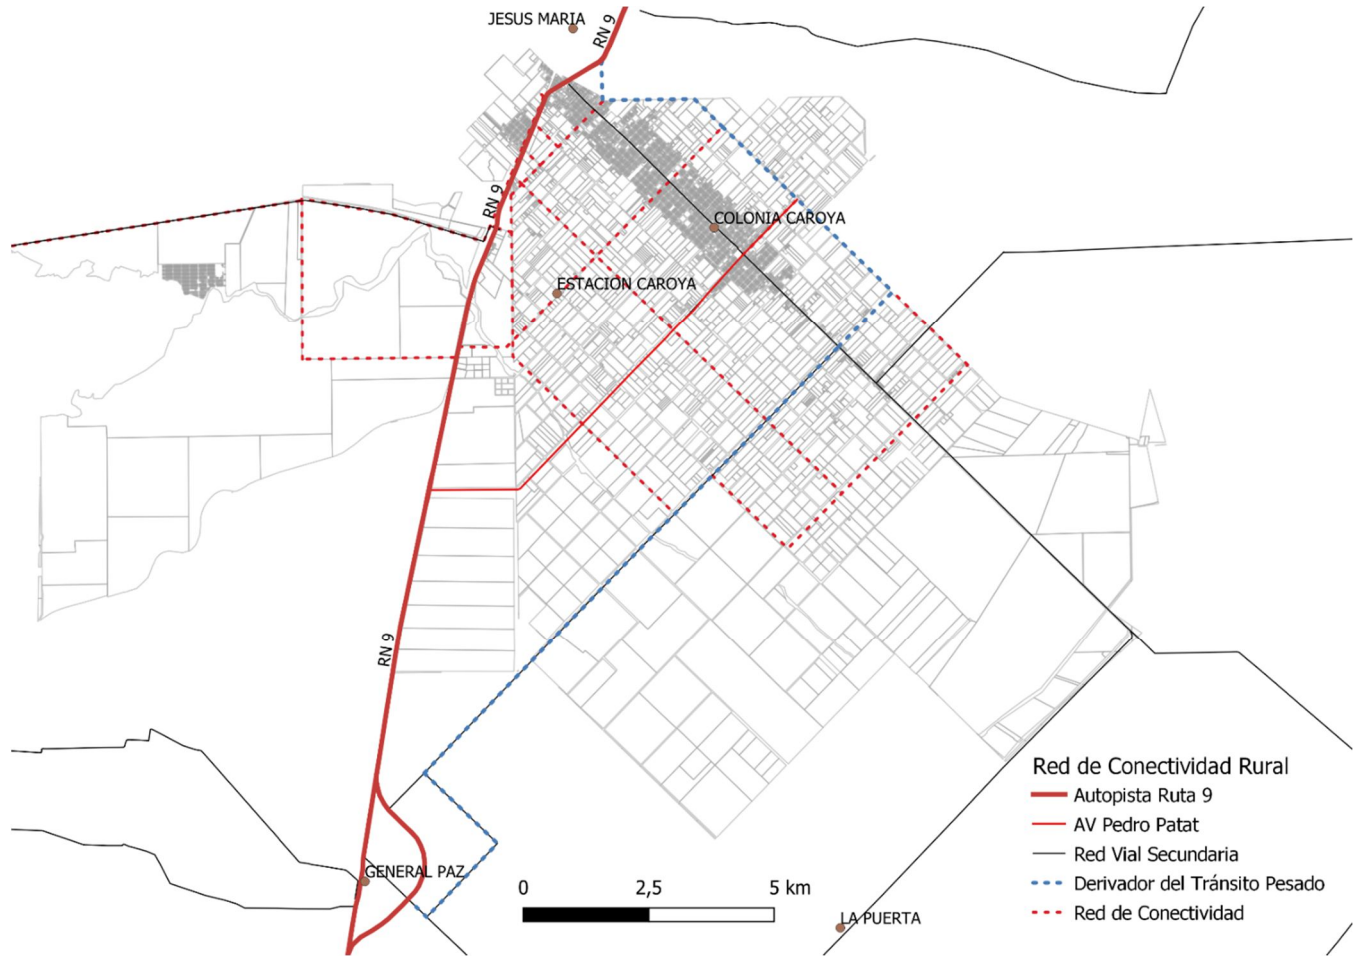 JESUS MARIA
RN 9
RN 9
COLONIA CAROYA
ESTACION CAROYA
RN 9
Red de Conectividad Rural
Autopista Ruta 9
AV Pedro Patat
Red Vial Secundaria
Derivador del Tránsito Pesado
Red de Conectividad
GENERAL PAZ
0 2,5 5 km
LA PUERTA